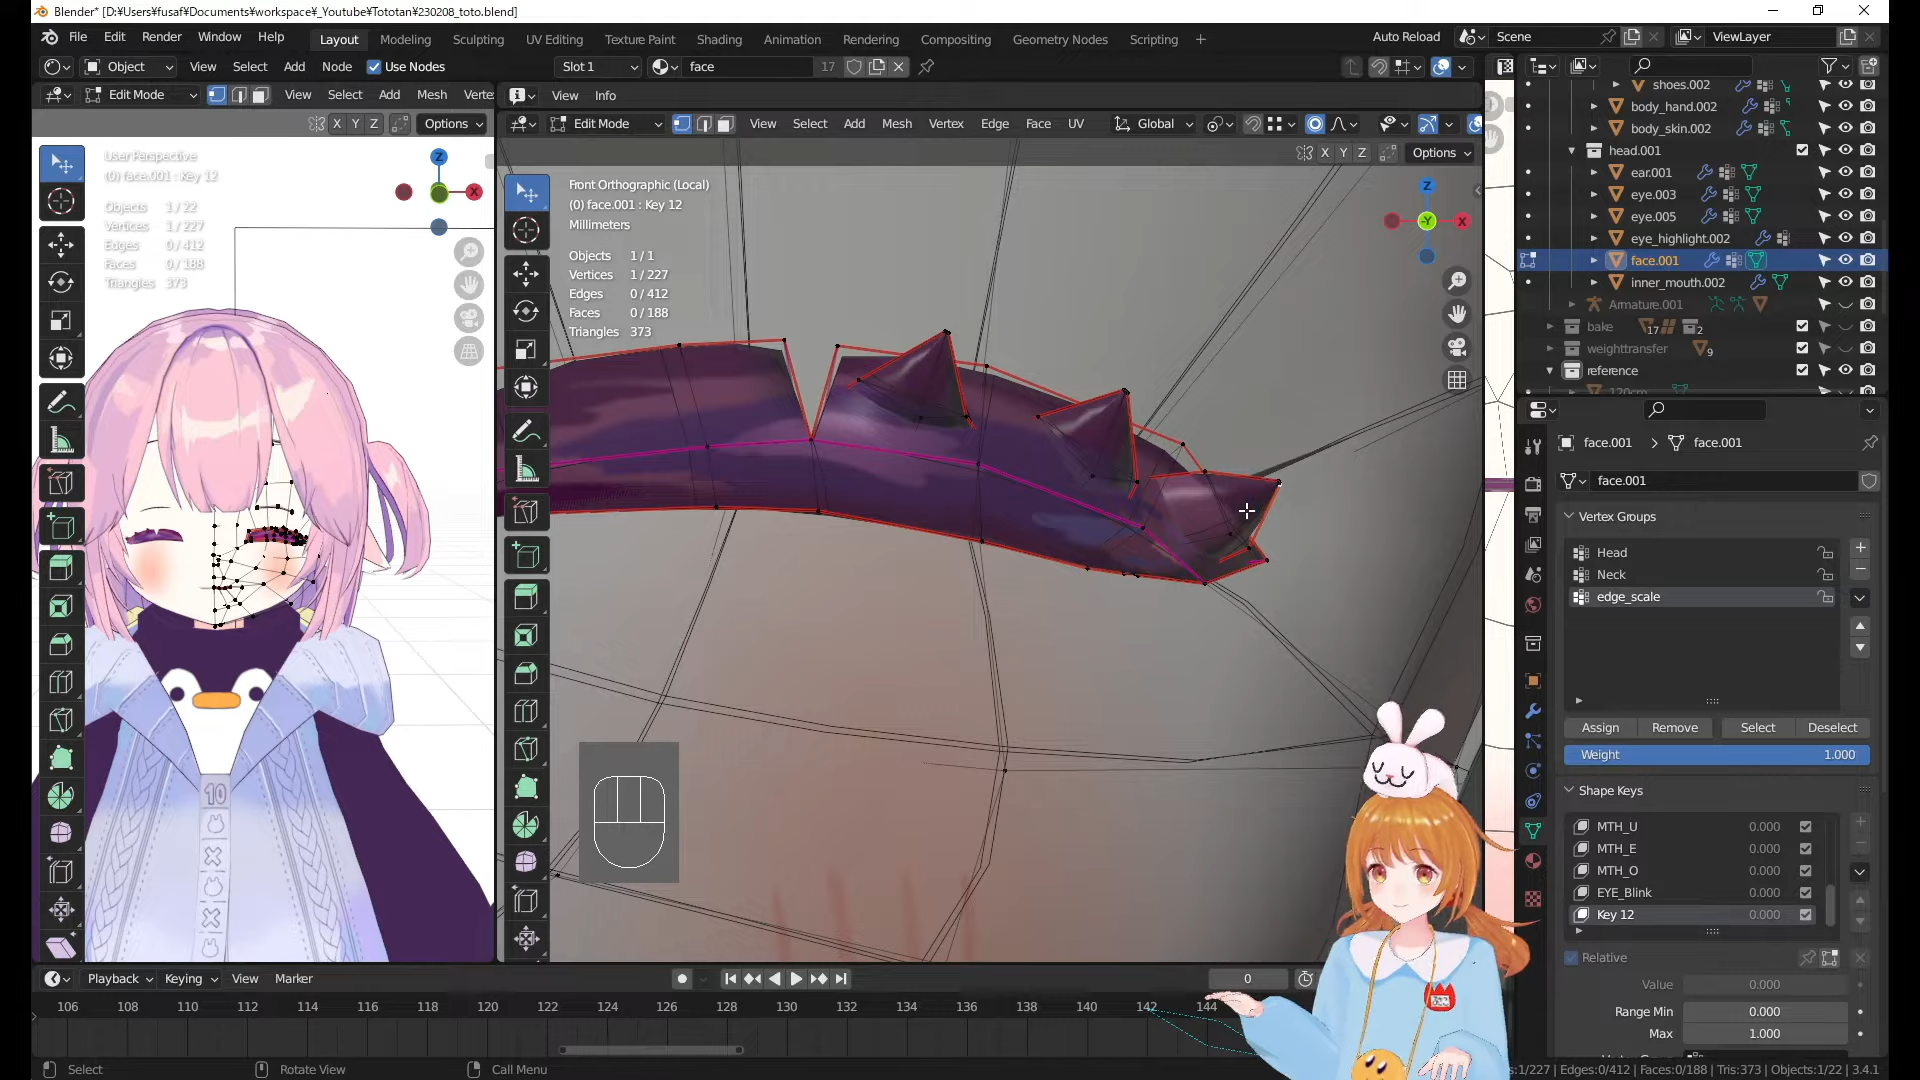 Blender* [D:¥Users¥fusaf¥Documents¥workspace¥_Youtube¥Tototan¥230208_toto.blend]
File Edit Render Window Help
Layout Modeling Sculpting UV Editing Texture Paint Shading Animation Rendering Compositing Geometry Nodes Scripting +
Auto Reload Scene ViewLayer
Object View Select Add Node Use Nodes Slot 1 face 17
Edit Mode View Select Add Mesh Verte
X Y Z Options
User Perspective
(0) face.001 : Key 12
Objects 1 / 22
Vertices 1 / 227
Edges 0/412
Faces 0/188
Triangles 373
Z
X
10
View Info
Edit Mode View Select Add Mesh Vertex Edge Face UV Global
X Y Z Options
Front Orthographic (Local)
(0) face.001 : Key 12
Millimeters
Objects 1 / 1
Vertices 1 / 227
Edges 0 / 412
Faces 0 / 188
Triangles 373
Z
-Y
X
shoes.002
body_hand.002
body_skin.002
head.001
ear.001
eye.003
eye.005
eye_highlight.002
face.001
inner_mouth.002
Armature.001
bake 17 2
weighttransfer 9
reference
120cm
face.001 > face.001
face.001
Vertex Groups
Head
Neck
edge_scale
Assign Remove Select Deselect
Weight 1.000
Shape Keys
MTH_U 0.000
MTH_E 0.000
MTH_O 0.000
EYE_Blink 0.000
Key 12 0.000
Relative
Value 0.000
Range Min 0.000
Max 1.000
Playback Keying View Marker 0
106 108 110 112 114 116 118 120 122 124 126 128 130 132 134 136 138 140 142 144
Select Rotate View Call Menu
:1/227 | Edges:0/412 | Faces:0/188 | Tris:373 | Objects:1/22 | 3.4.1